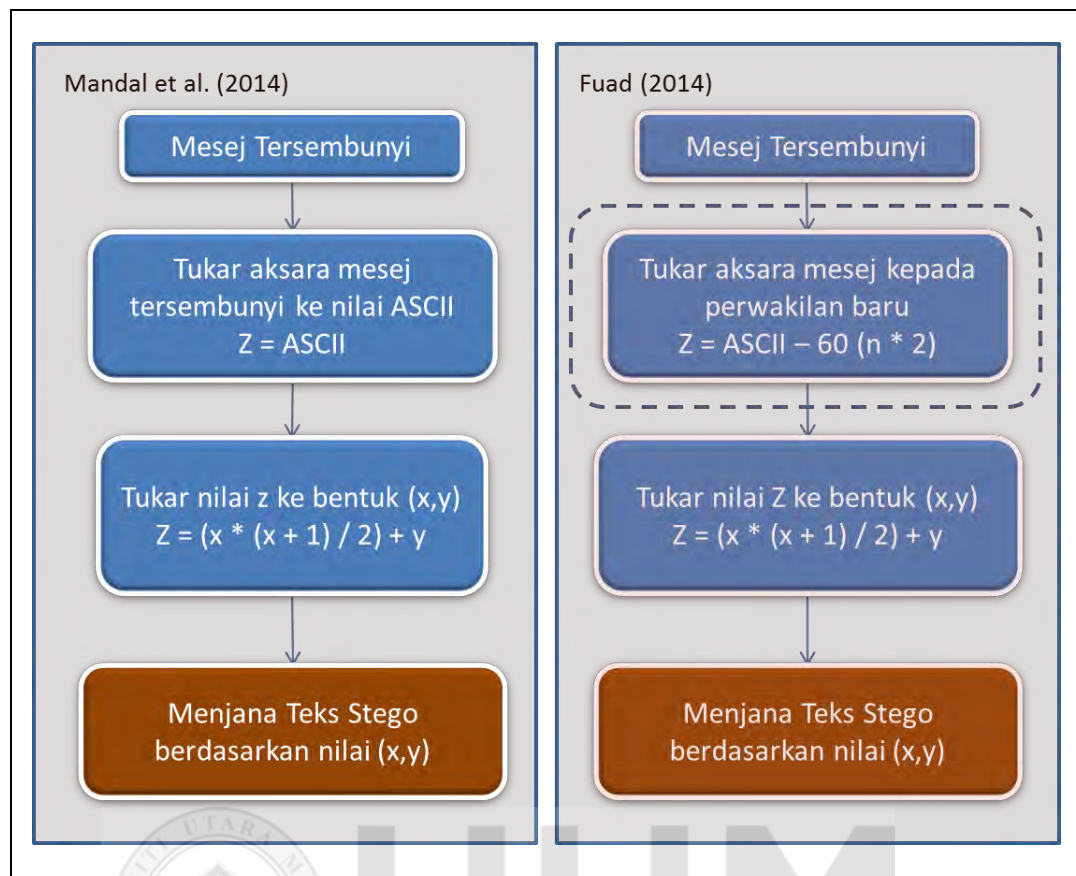 Mandal et al. (2014)
Mesej Tersembunyi
Tukar aksara mesej
tersembunyi ke nilai ASCII
Z = ASCII
Tukar nilai z ke bentuk (x,y)
Z = (x * (x + 1) / 2) + y
Menjana Teks Stego
berdasarkan nilai (x,y)
Fuad (2014)
Mesej Tersembunyi
Tukar aksara mesej kepada
perwakilan baru
Z = ASCII – 60 (n * 2)
Tukar nilai Z ke bentuk (x,y)
Z = (x * (x + 1) / 2) + y
Menjana Teks Stego
berdasarkan nilai (x,y)
UTARA
UUM